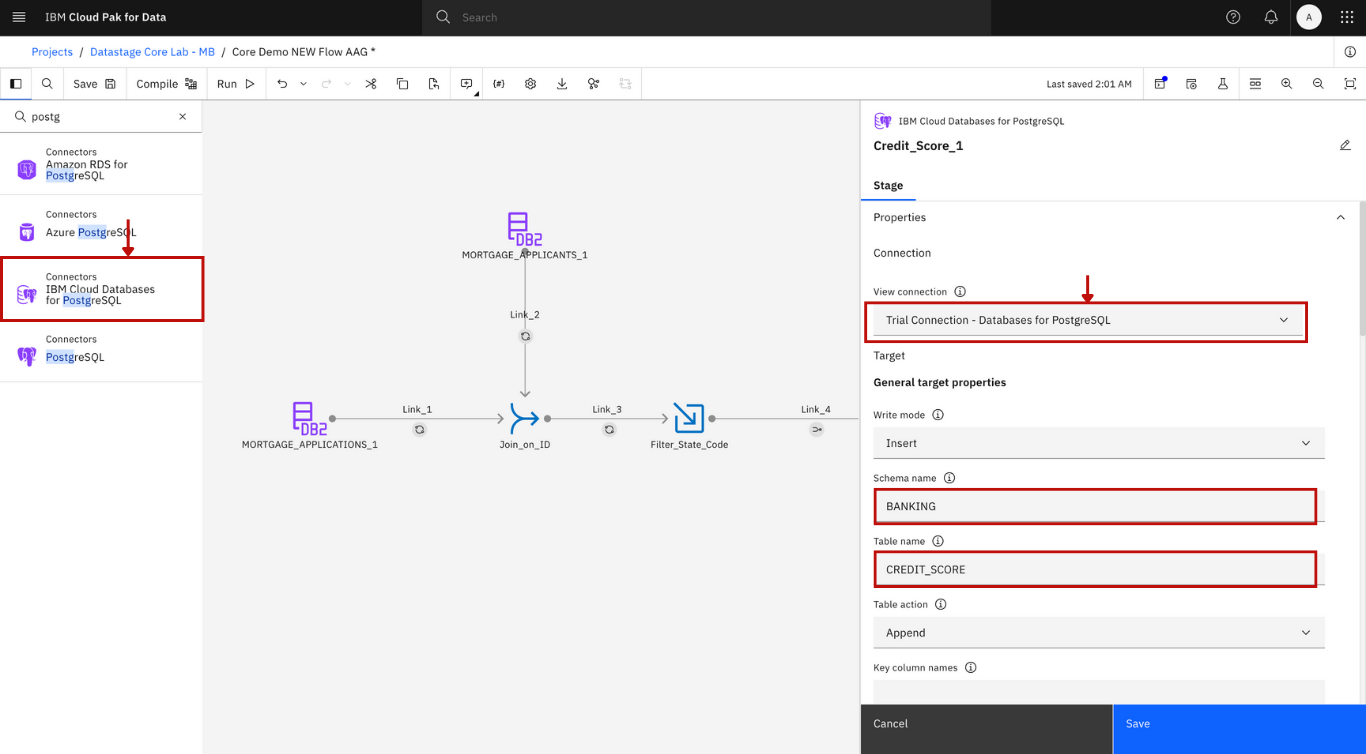 IBM Cloud Pak for Data
Search
A
Projects / Datastage Core Lab - MB / Core Demo NEW Flow AAG *
Save
Compile
Run
{#}
Last saved 2:01 AM
postg
Connectors
Amazon RDS for
PostgreSQL
Connectors
Azure PostgreSQL
Connectors
IBM Cloud Databases
for PostgreSQL
Connectors
PostgreSQL
DB2
MORTGAGE_APPLICANTS_1
Link_2
DB2
MORTGAGE_APPLICATIONS_1
Link_1
Join_on_ID
Link_3
Filter_State_Code
Link_4
IBM Cloud Databases for PostgreSQL
Credit_Score_1
Stage
Properties
Connection
View connection
Trial Connection - Databases for PostgreSQL
Target
General target properties
Write mode
Insert
Schema name
BANKING
Table name
CREDIT_SCORE
Table action
Append
Key column names
Cancel
Save